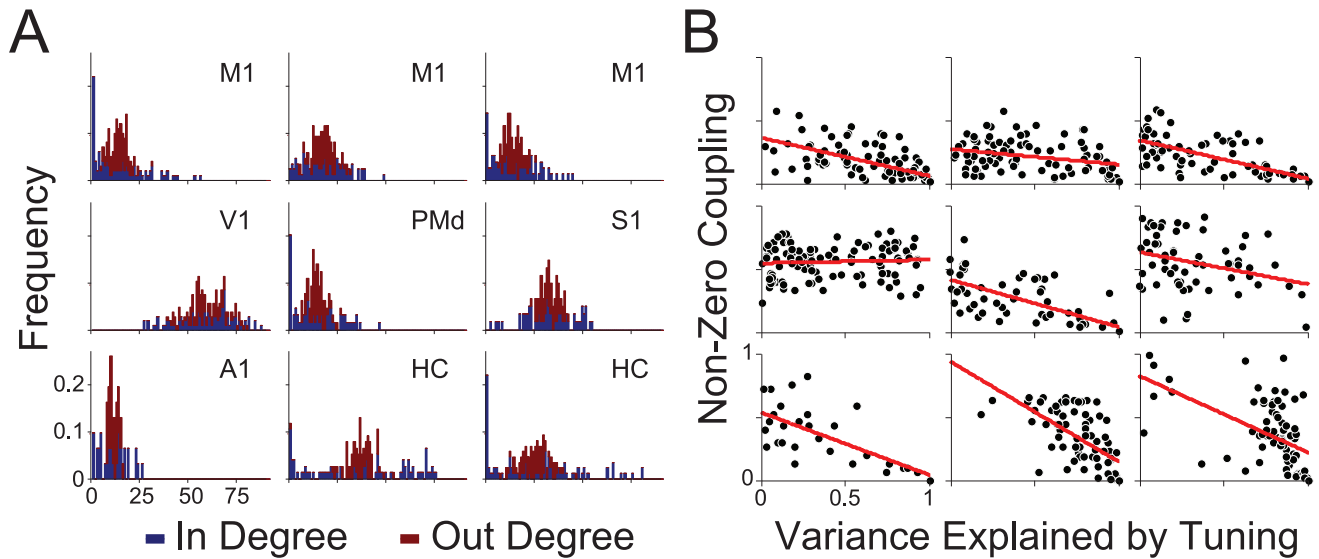 A
B
Frequency
M1
M1
M1
V1
PMd
S1
A1
HC
HC
0.2
0.1
0
0
25
50
75
In Degree
Out Degree
Non-Zero Coupling
1
0
0
0.5
1
Variance Explained by Tuning